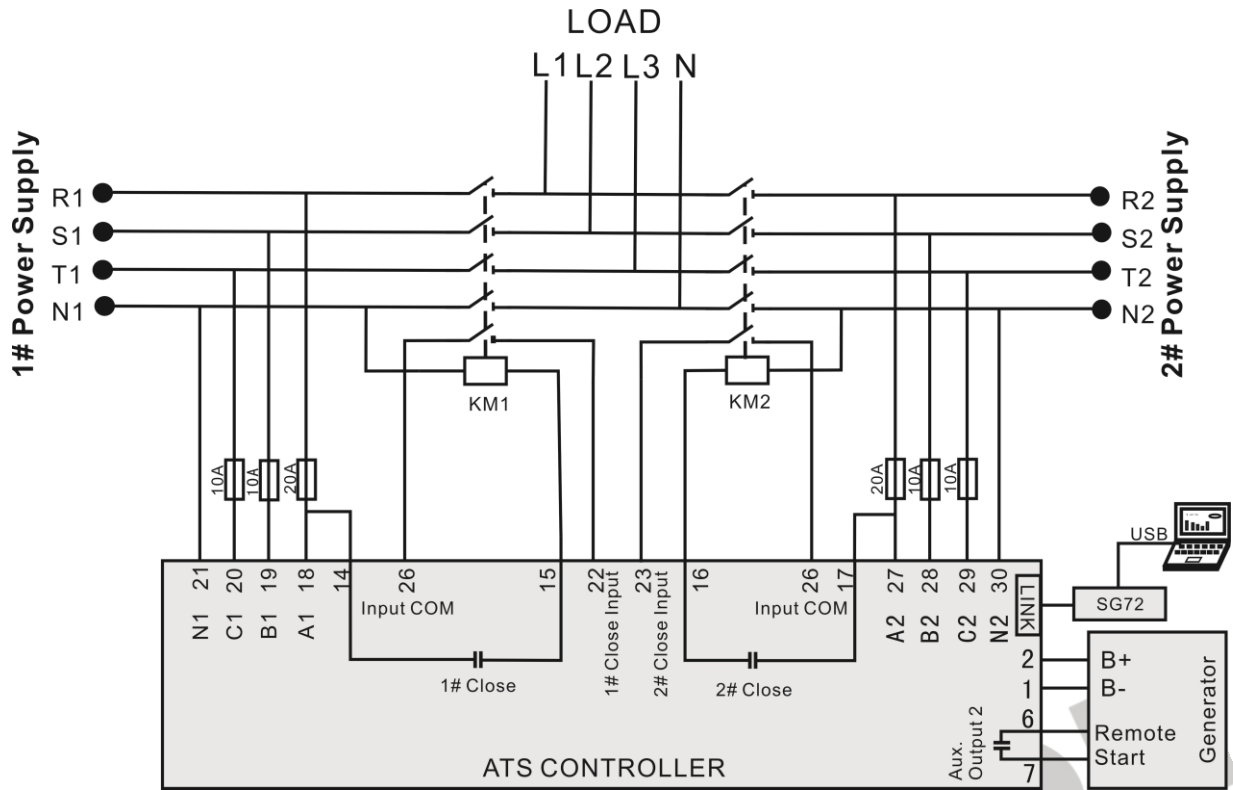 LOAD
L1 L2 L3 N
1# Power Supply
R1
S1
T1
N1
R2
S2
T2
N2
2# Power Supply
KM1
KM2
10A
10A
20A
20A
10A
10A
USB
21
20
19
18
14
26
15
22
23
16
26
17
27
28
29
30
N1
C1
B1
A1
Input COM
1# Close Input
2# Close Input
Input COM
A2
B2
C2
N2
LINK
SG72
1# Close
2# Close
2
B+
1
B-
6
Remote
Start
7
Generator
Aux.
Output 2
ATS CONTROLLER